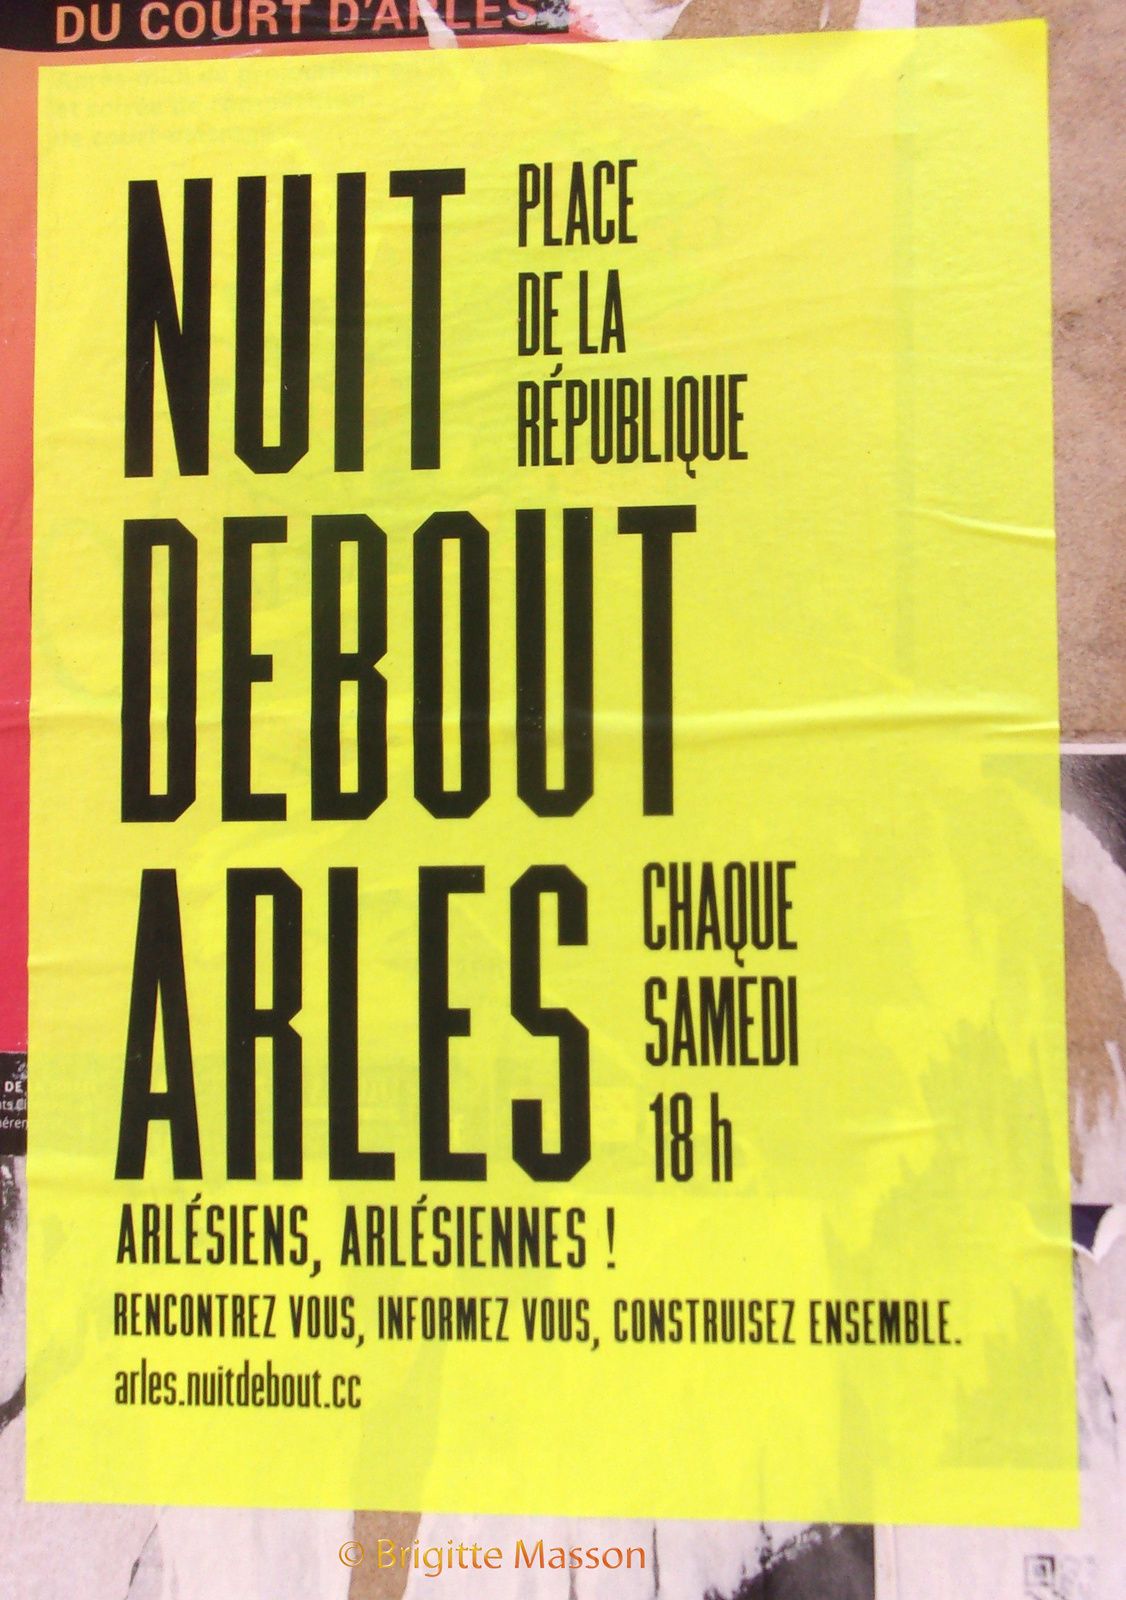 DU COURT D'ARLES
NUIT
PLACE
DE LA
RÉPUBLIQUE
DEBOUT
ARLES
CHAQUE
SAMEDI
18 h
ARLÉSIENS, ARLÉSIENNES !
RENCONTREZ VOUS, INFORMEZ VOUS, CONSTRUISEZ ENSEMBLE.
arles.nuitdebout.cc
DE
© Brigitte Masson